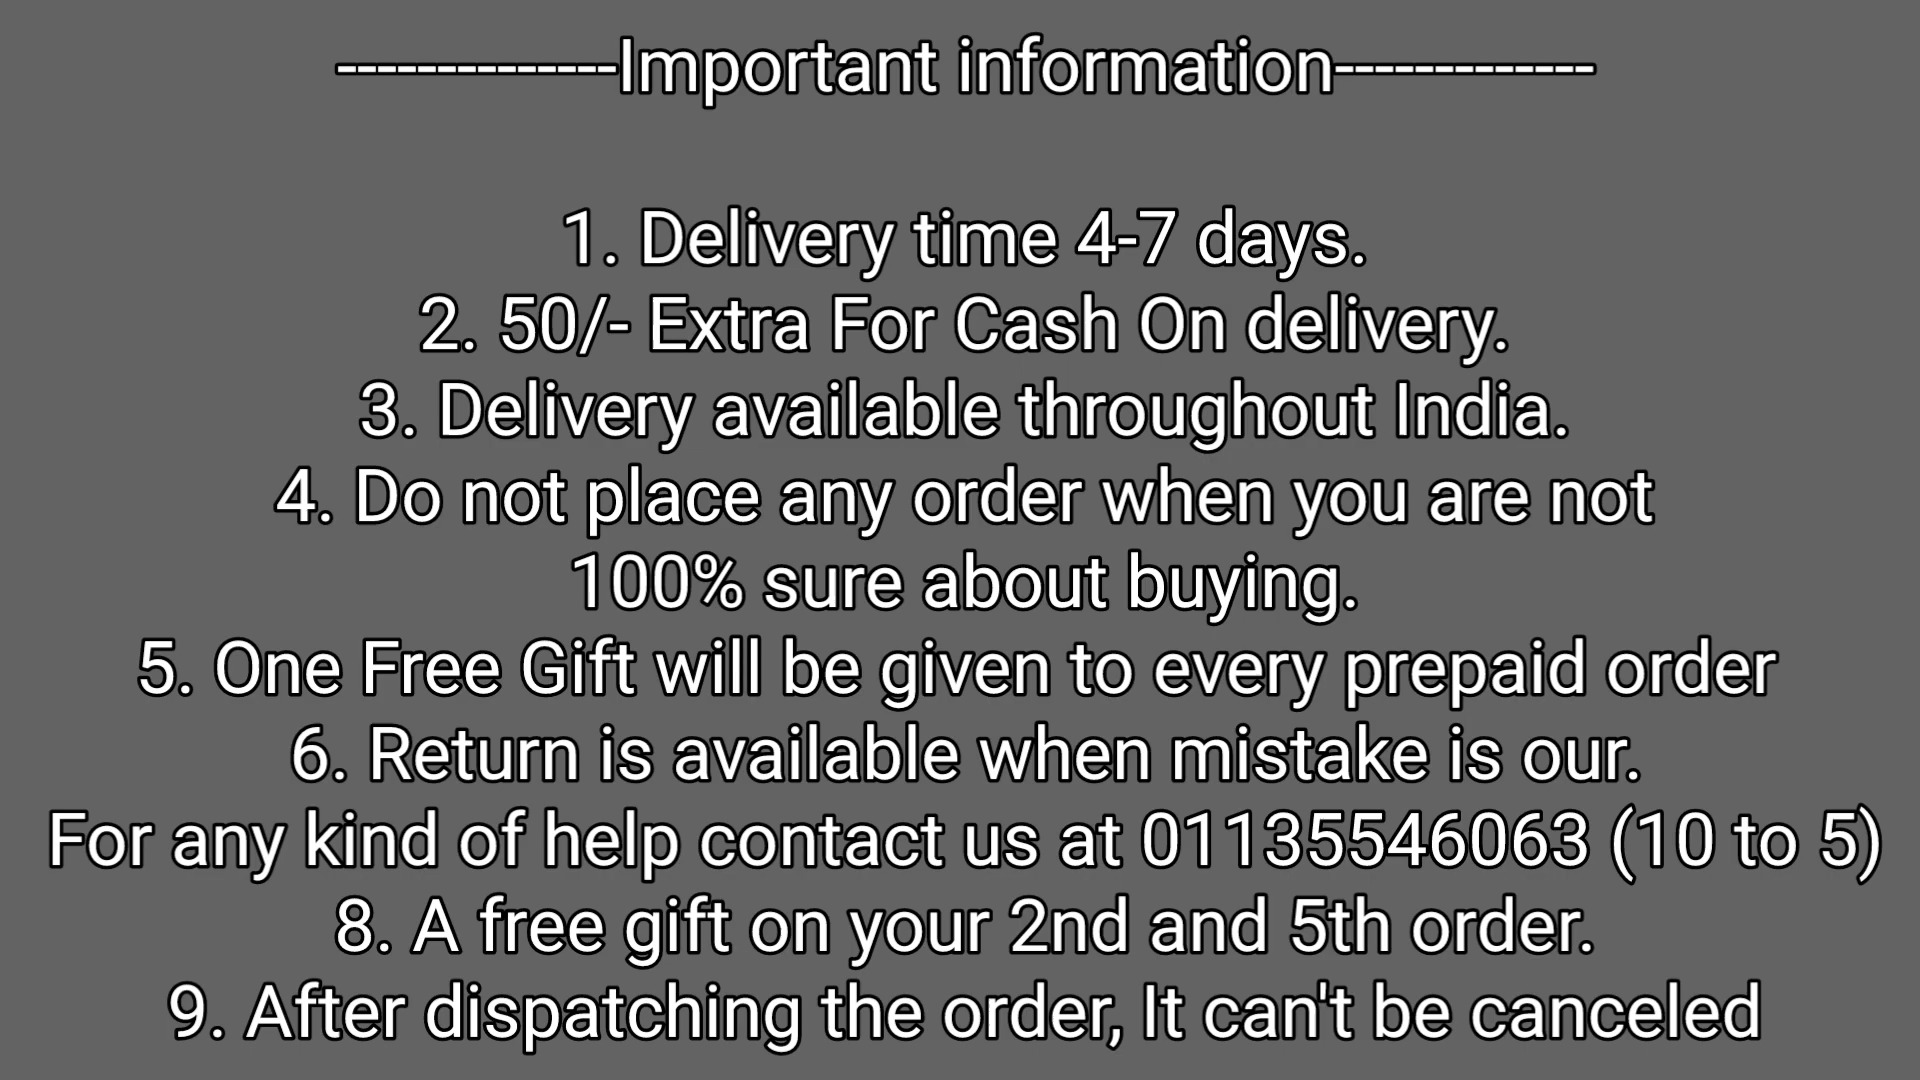 --------------Important information-------------
1. Delivery time 4-7 days.
2. 50/- Extra For Cash On delivery.
3. Delivery available throughout India.
4. Do not place any order when you are not
100% sure about buying.
5. One Free Gift will be given to every prepaid order
6. Return is available when mistake is our.
For any kind of help contact us at 01135546063 (10 to 5)
8. A free gift on your 2nd and 5th order.
9. After dispatching the order, It can't be canceled